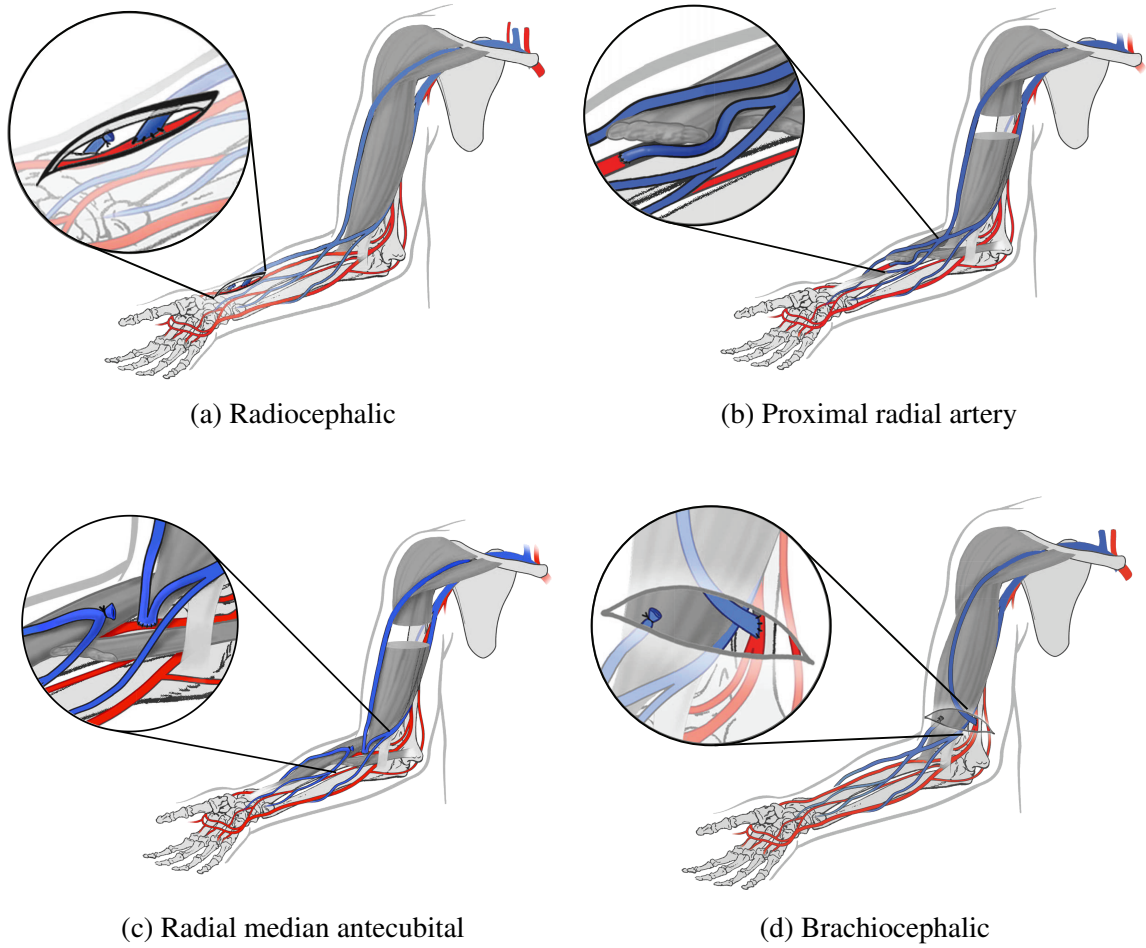 (a) Radiocephalic
(b) Proximal radial artery
(c) Radial median antecubital
(d) Brachiocephalic